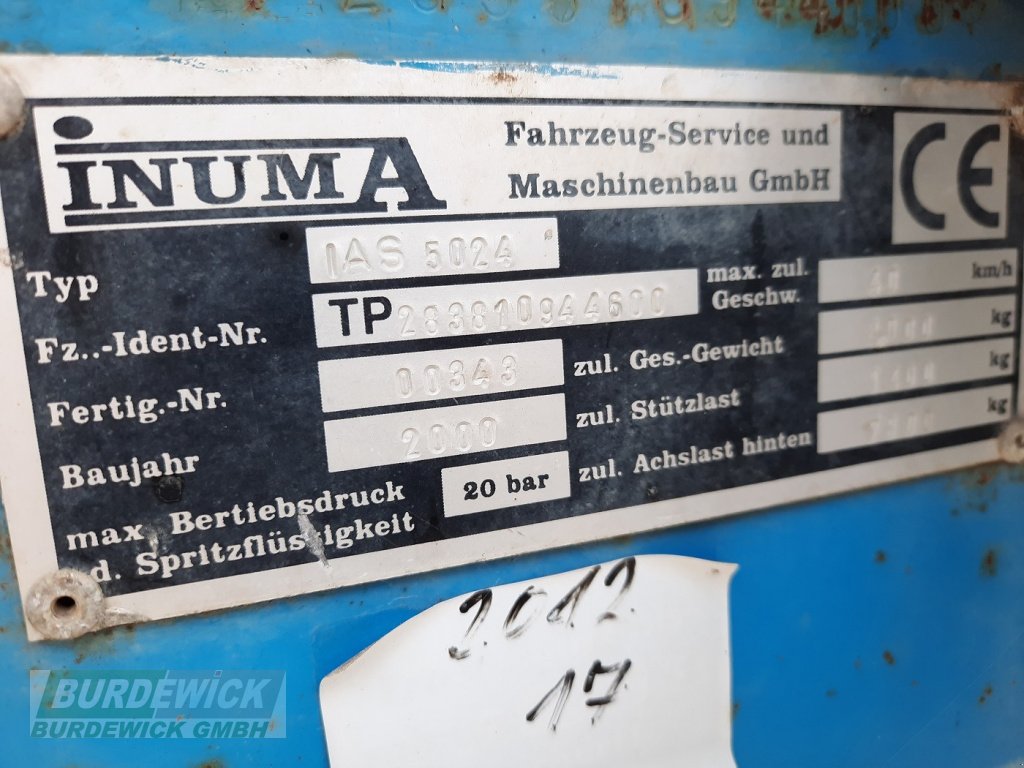 iNUMA
Fahrzeug-Service und
Maschinenbau GmbH
CE
Typ IAS 5024
Fz..-Ident-Nr. TP 283810944600
Fertig.-Nr. 00343
Baujahr 2000
max. Bertiebsdruck
d. Spritzflüssigkeit
20 bar
max. zul.
Geschw. 40 km/h
zul. Ges.-Gewicht kg
zul. Stützlast kg
zul. Achslast hinten kg
2012
17
BURDEWICK
BURDEWICK GMBH